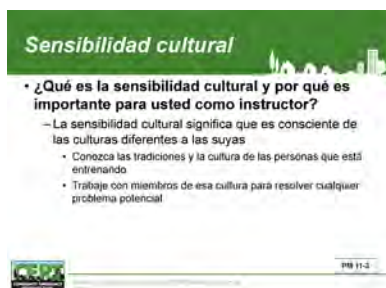 Sensibilidad cultural
• ¿Qué es la sensibilidad cultural y por qué es
importante para usted como instructor?
– La sensibilidad cultural significa que es consciente de
las culturas diferentes a las suyas
• Conozca las tradiciones y la cultura de las personas que está
entrenando
• Trabaje con miembros de esa cultura para resolver cualquier
problema potencial
CERT
PM 11-3